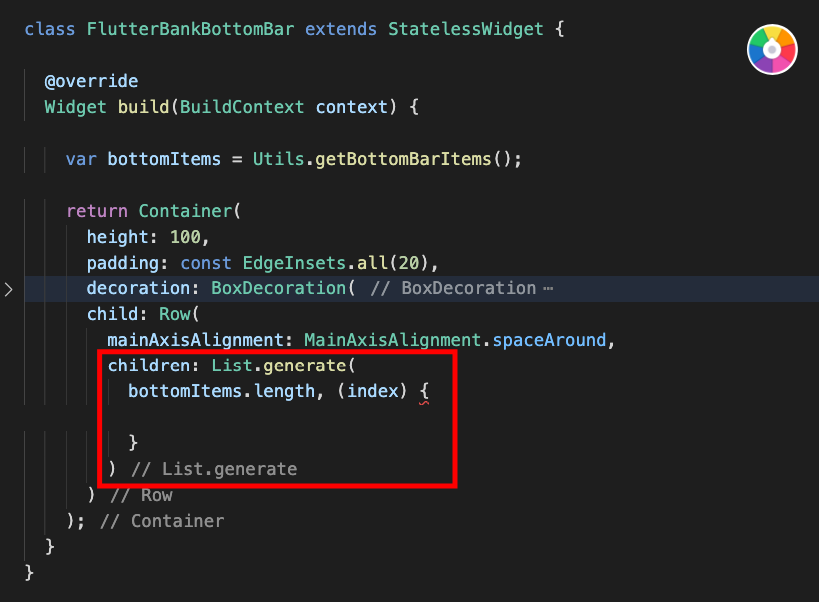 class FlutterBankBottomBar extends StatelessWidget {
@override
Widget build(BuildContext context) {
var bottomItems = Utils.getBottomBarItems();
return Container(
height: 100,
padding: const EdgeInsets.all(20),
decoration: BoxDecoration( // BoxDecoration ⋯
child: Row(
mainAxisAlignment: MainAxisAlignment.spaceAround,
children: List.generate(
bottomItems.length, (index) {
}
) // List.generate
) // Row
); // Container
}
}